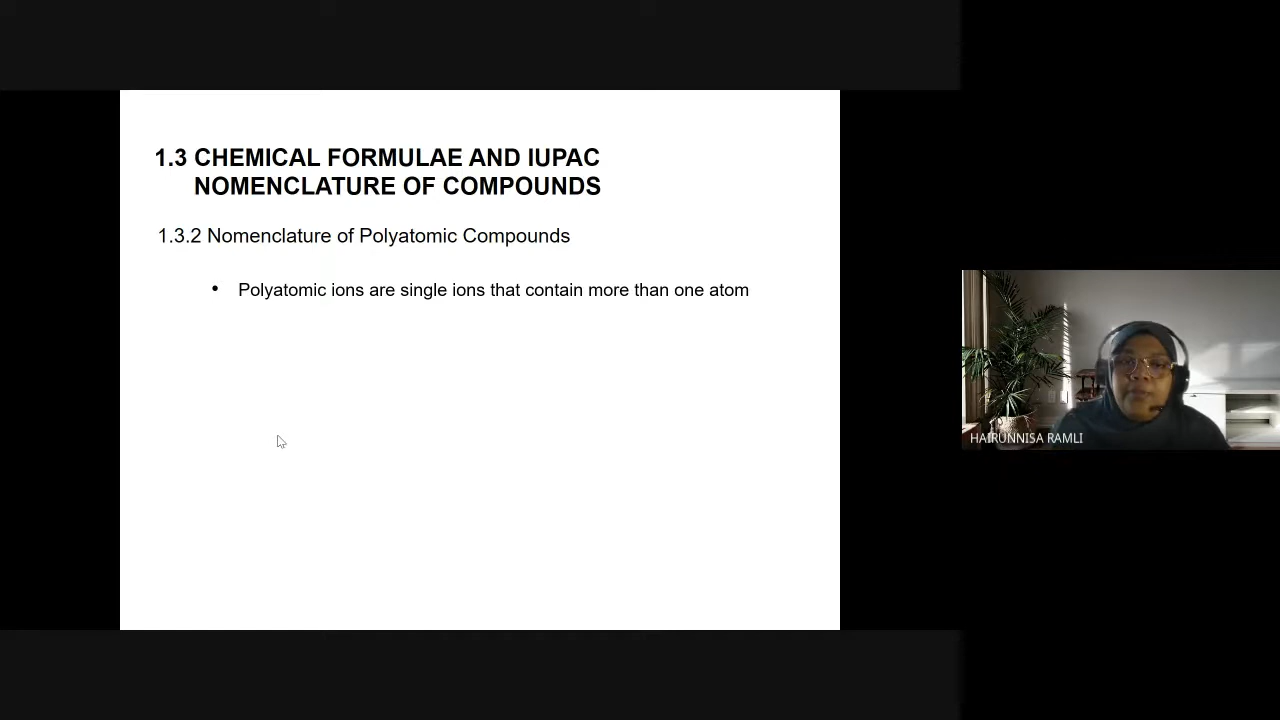 1.3 CHEMICAL FORMULAE AND IUPAC
NOMENCLATURE OF COMPOUNDS
1.3.2 Nomenclature of Polyatomic Compounds
• Polyatomic ions are single ions that contain more than one atom
HAIRUNNISA RAMLI